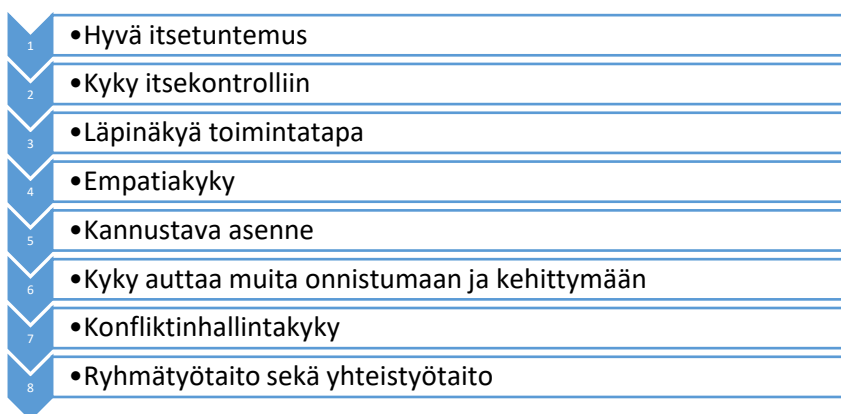 1 •Hyvä itsetuntemus
2 •Kyky itsekontrolliin
3 •Läpinäkyä toimintatapa
4 •Empatiakyky
5 •Kannustava asenne
6 •Kyky auttaa muita onnistumaan ja kehittymään
7 •Konfliktinhallintakyky
8 •Ryhmätyötaito sekä yhteistyötaito